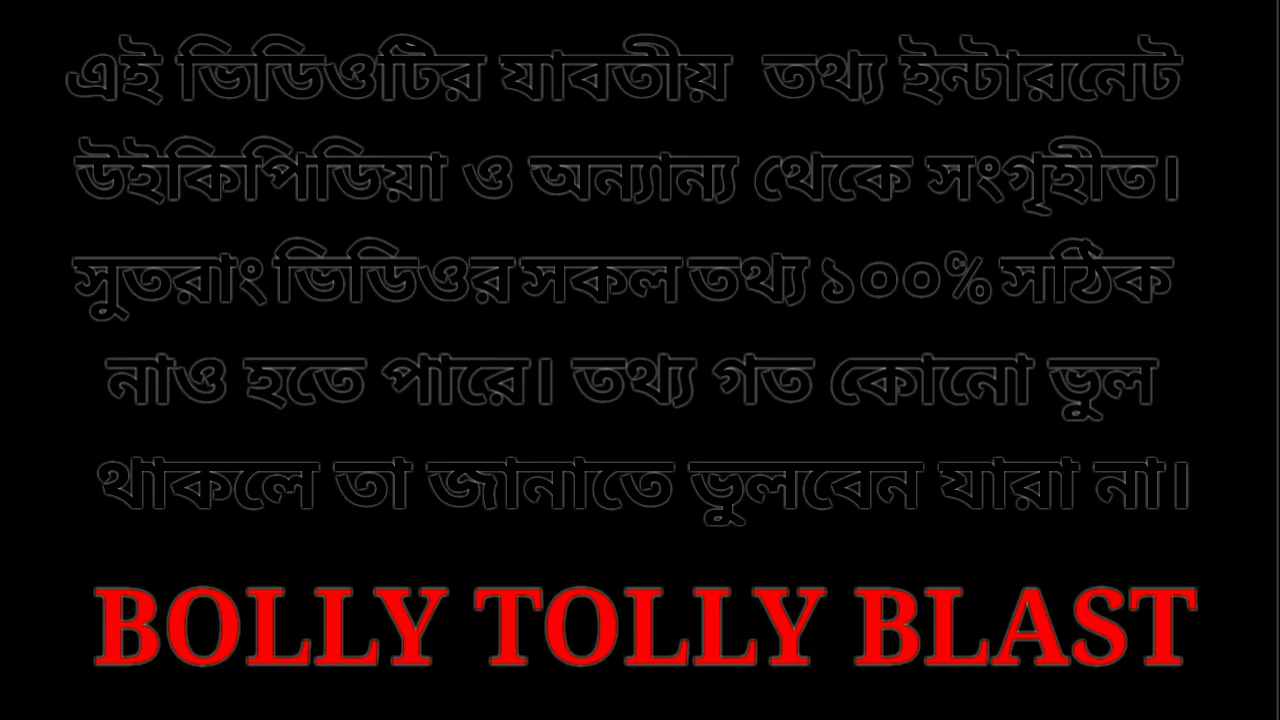 এই ভিডিওটির যাবতীয় তথ্য ইন্টারনেট
উইকিপিডিয়া ও অন্যান্য থেকে সংগৃহীত।
সুতরাং ভিডিওর সকল তথ্য ১০০% সঠিক
নাও হতে পারে। তথ্য গত কোনো ভুল
থাকলে তা জানাতে ভুলবেন যারা না।
BOLLY TOLLY BLAST